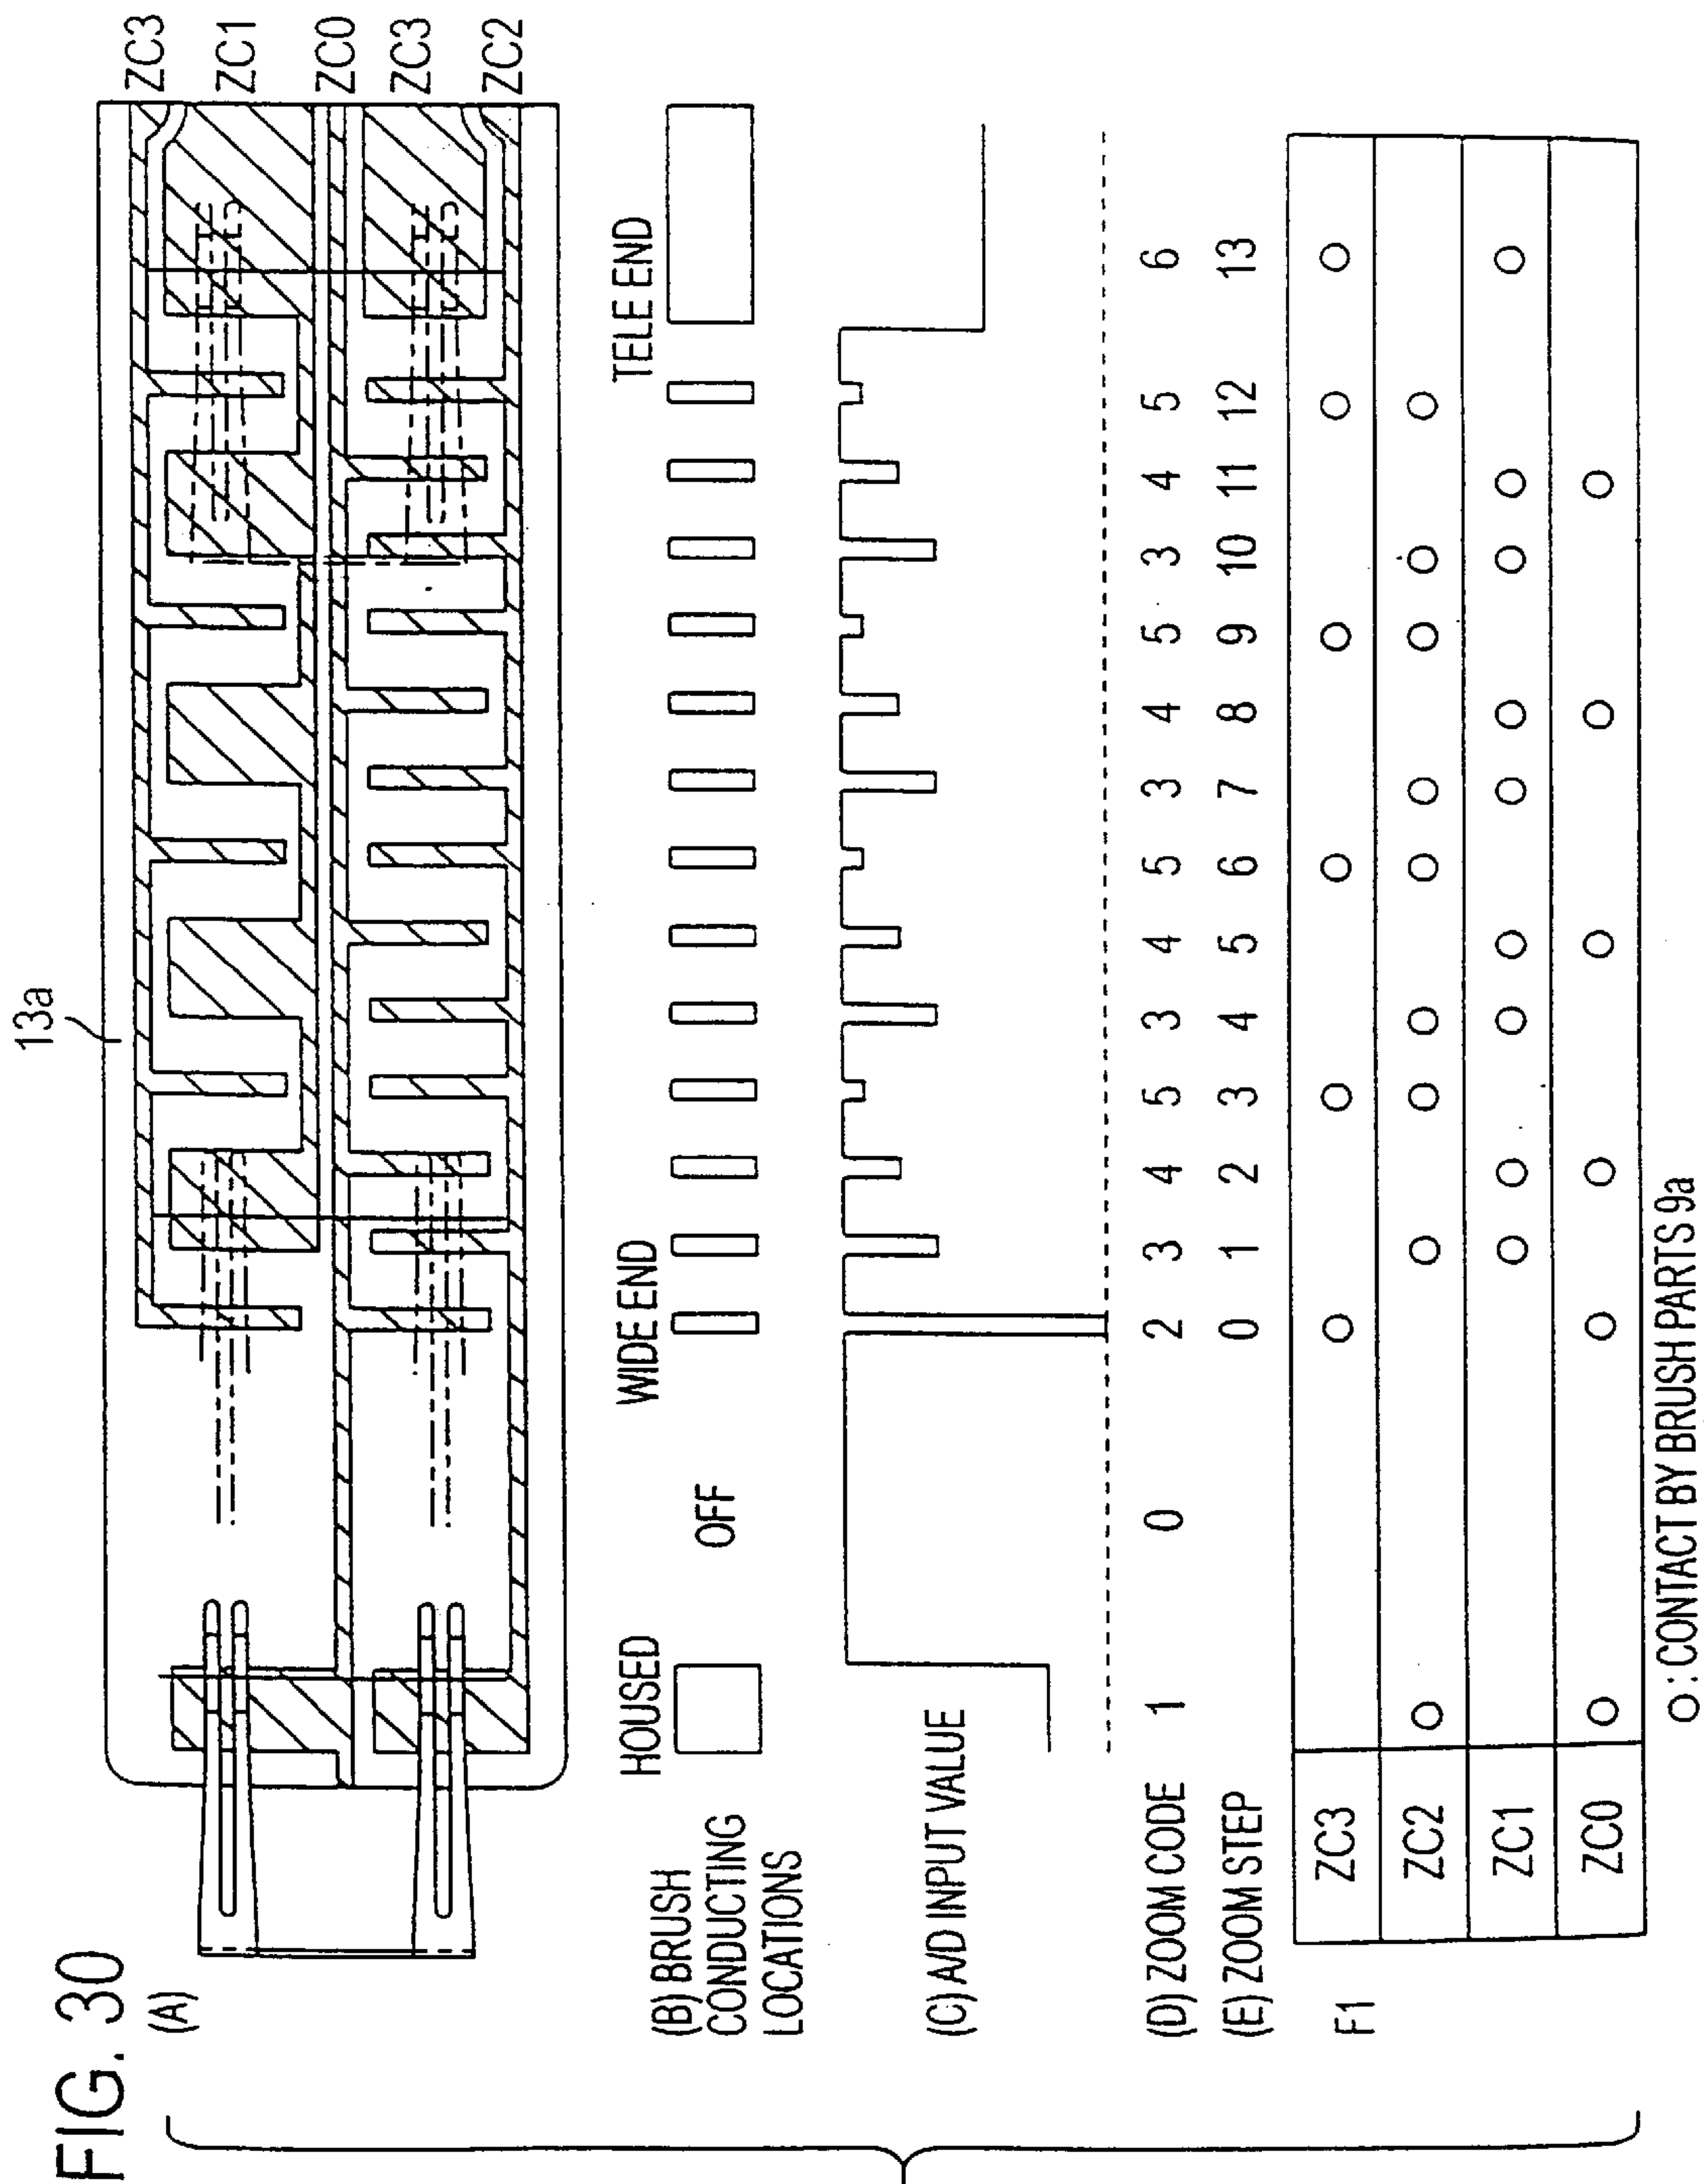 FIG. 30
(A)
13a
ZC3
ZC1
ZC0
ZC3
ZC2
(B) BRUSH
CONDUCTING
LOCATIONS
HOUSED
OFF
WIDE END
TELE END
(C) A/D INPUT VALUE
(D) ZOOM CODE 1 0 2 3 4 5 3 4 5 3 4 5 3 4 5 6
(E) ZOOM STEP 0 1 2 3 4 5 6 7 8 9 10 11 12 13
F1
ZC3 O O O O O O
ZC2 O O O O O O O O O
ZC1 O O O O O O O O O
ZC0 O O O O O O
O : CONTACT BY BRUSH PARTS 9a